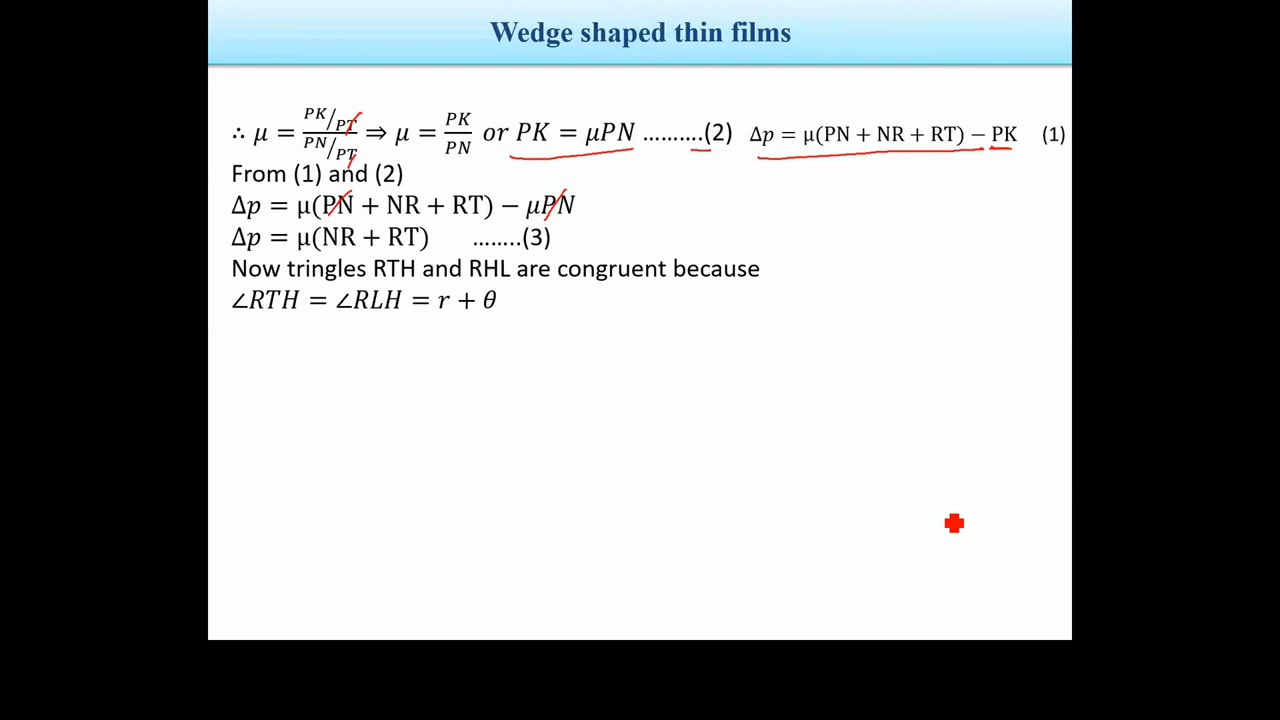 Wedge shaped thin films
∴ μ = (PK/PT)/(PN/PT) ⇒ μ = PK/PN or PK = μPN ..........(2) Δp = μ(PN + NR + RT) − PK (1)
From (1) and (2)
Δp = μ(PN + NR + RT) − μPN
Δp = μ(NR + RT) ........(3)
Now tringles RTH and RHL are congruent because
∠RTH = ∠RLH = r + θ